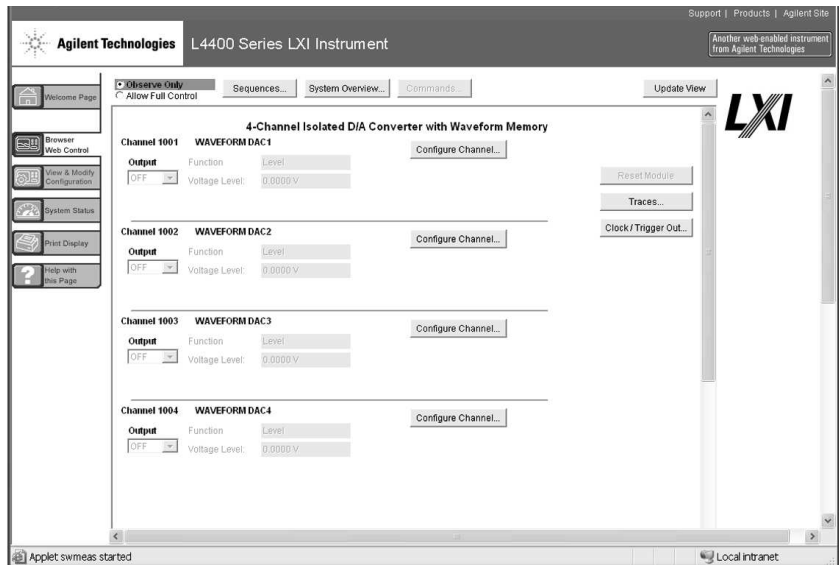 Support | Products | Agilent Site
Agilent Technologies
L4400 Series LXI Instrument
Another web-enabled instrument
from Agilent Technologies
Welcome Page
Browser
Web Control
View & Modify
Configuration
System Status
Print Display
Help with
this Page
Observe Only
Allow Full Control
Sequences...
System Overview...
Commands...
Update View
LXI
4-Channel Isolated D/A Converter with Waveform Memory
Channel 1001 WAVEFORM DAC1
Configure Channel...
Output Function Level
OFF Voltage Level: 0.0000 V
Reset Module
Traces...
Clock / Trigger Out...
Channel 1002 WAVEFORM DAC2
Configure Channel...
Output Function Level
OFF Voltage Level: 0.0000 V
Channel 1003 WAVEFORM DAC3
Configure Channel...
Output Function Level
OFF Voltage Level: 0.0000 V
Channel 1004 WAVEFORM DAC4
Configure Channel...
Output Function Level
OFF Voltage Level: 0.0000 V
Applet swmeas started
Local intranet